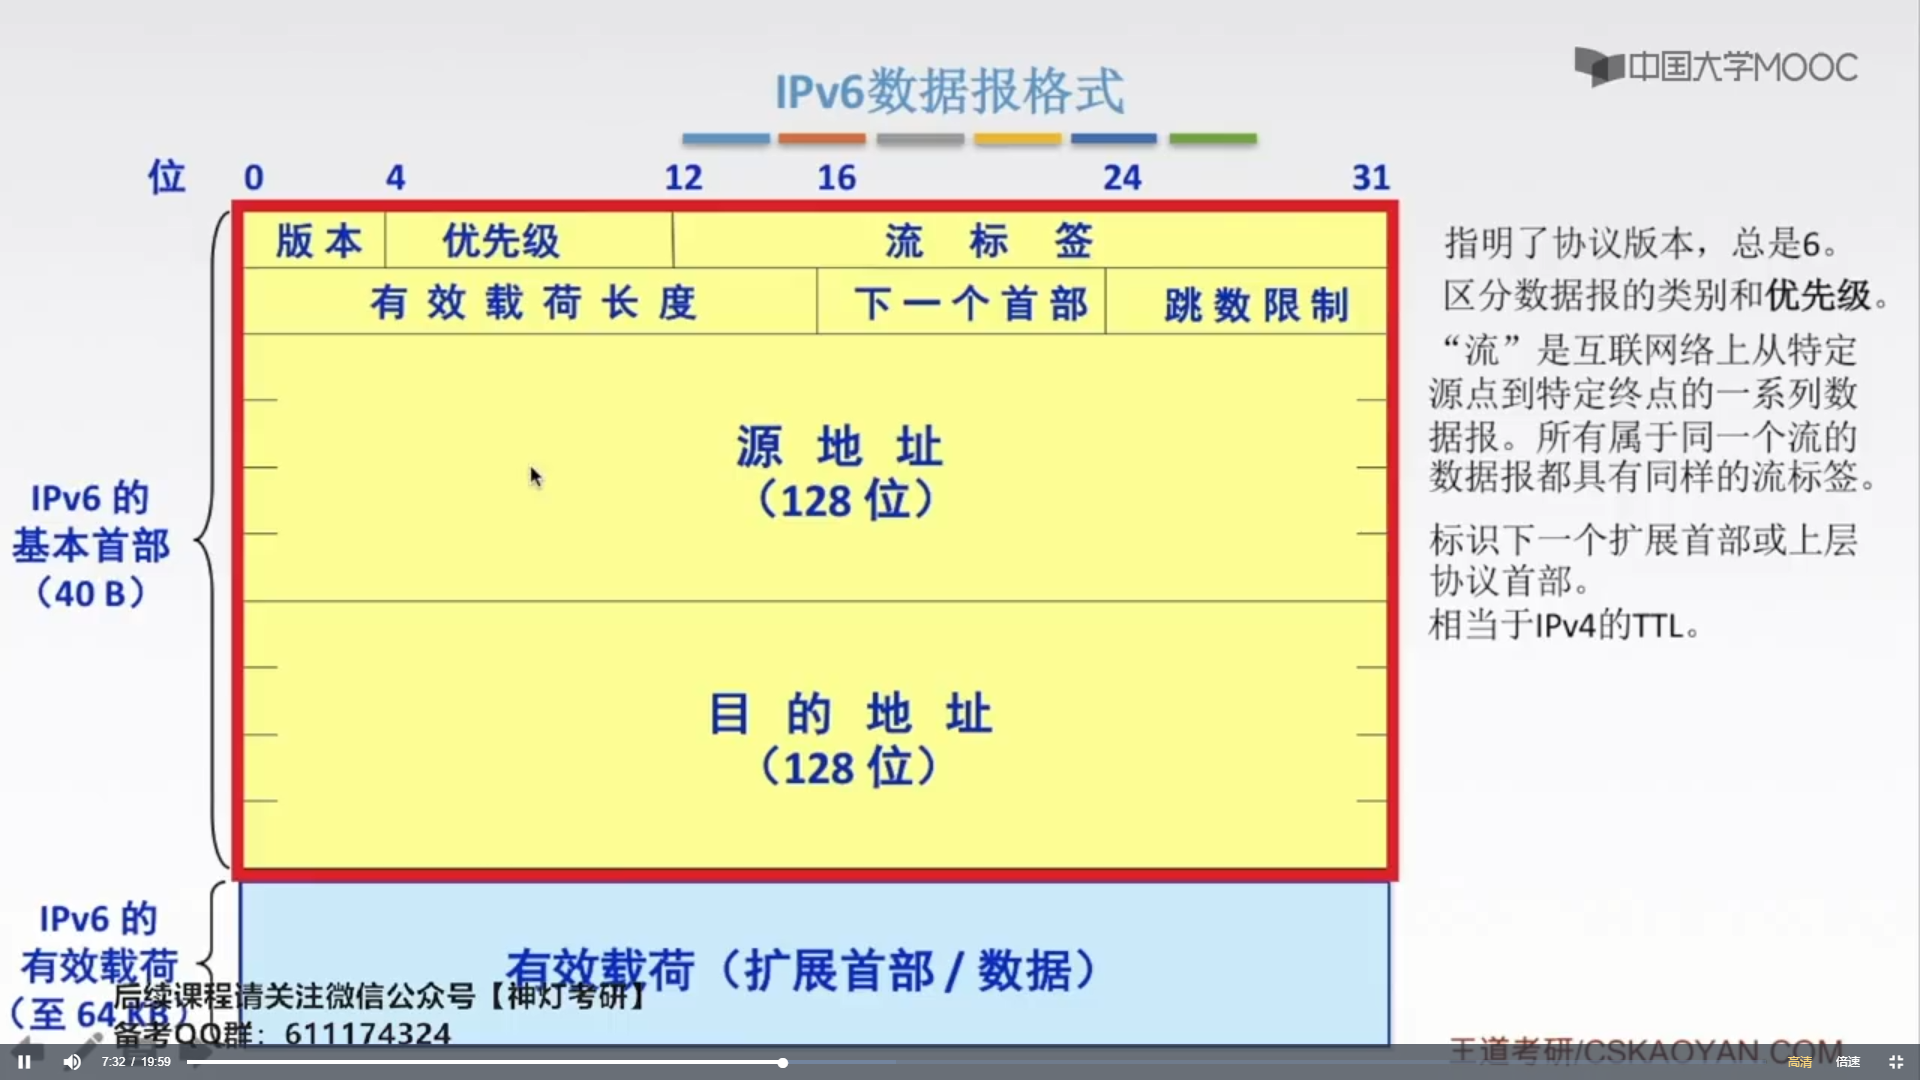 中国大学MOOC
IPv6数据报格式
位 0 4 12 16 24 31
版本 优先级 流标签
有效载荷长度 下一个首部 跳数限制
源地址
（128 位）
目的地址
（128 位）
IPv6 的
基本首部
（40 B）
指明了协议版本，总是6。
区分数据报的类别和优先级。
“流”是互联网络上从特定
源点到特定终点的一系列数
据报。所有属于同一个流的
数据报都具有同样的流标签。
标识下一个扩展首部或上层
协议首部。
相当于IPv4的TTL。
IPv6 的
有效载荷
（至 64 KB）
有效载荷（扩展首部 / 数据）
后续课程请关注微信公众号【神灯考研】
备考QQ群：611174324
王道考研/CSKAOYAN.COM
7:32 / 19:59
高清 倍速